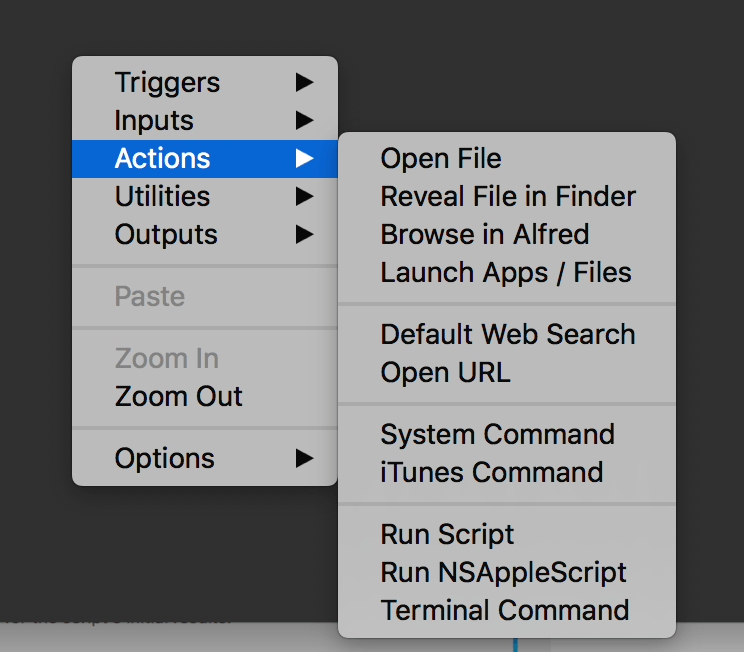 Triggers
Inputs
Actions
Utilities
Outputs
Paste
Zoom In
Zoom Out
Options
Open File
Reveal File in Finder
Browse in Alfred
Launch Apps / Files
Default Web Search
Open URL
System Command
iTunes Command
Run Script
Run NSAppleScript
Terminal Command